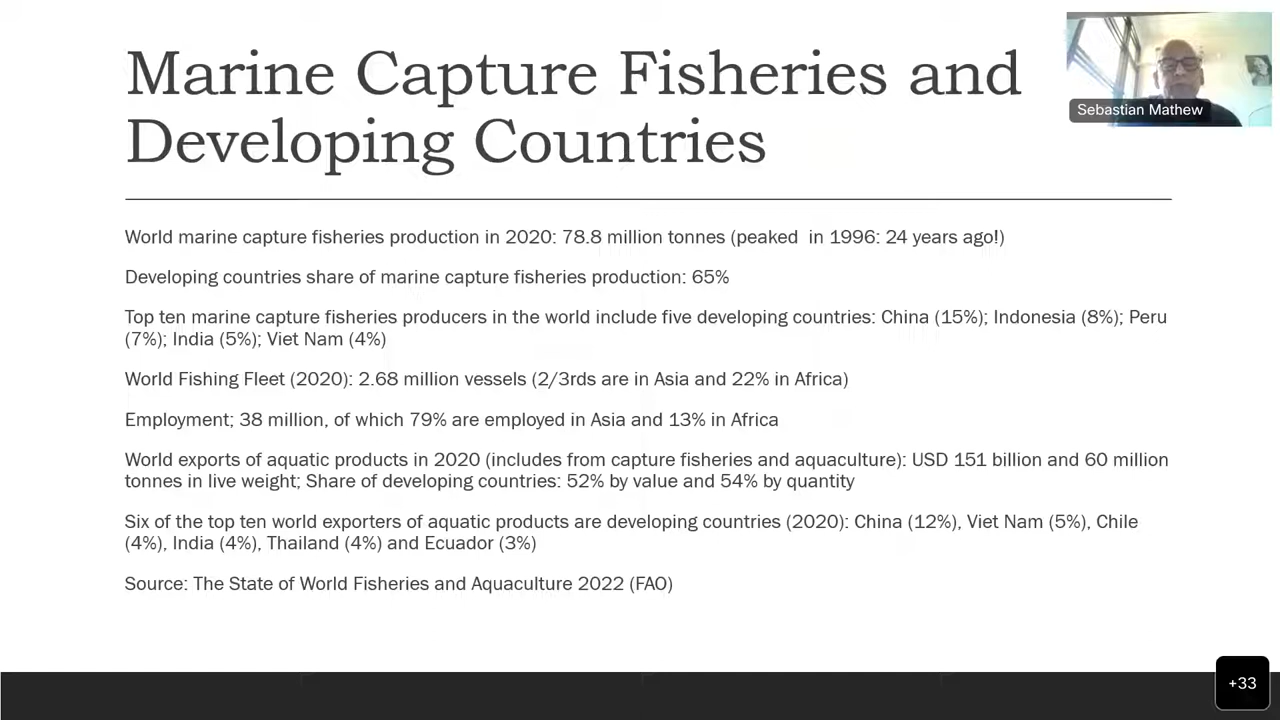 Marine Capture Fisheries and
Developing Countries
Sebastian Mathew
World marine capture fisheries production in 2020: 78.8 million tonnes (peaked  in 1996: 24 years ago!)
Developing countries share of marine capture fisheries production: 65%
Top ten marine capture fisheries producers in the world include five developing countries: China (15%); Indonesia (8%); Peru
(7%); India (5%); Viet Nam (4%)
World Fishing Fleet (2020): 2.68 million vessels (2/3rds are in Asia and 22% in Africa)
Employment; 38 million, of which 79% are employed in Asia and 13% in Africa
World exports of aquatic products in 2020 (includes from capture fisheries and aquaculture): USD 151 billion and 60 million
tonnes in live weight; Share of developing countries: 52% by value and 54% by quantity
Six of the top ten world exporters of aquatic products are developing countries (2020): China (12%), Viet Nam (5%), Chile
(4%), India (4%), Thailand (4%) and Ecuador (3%)
Source: The State of World Fisheries and Aquaculture 2022 (FAO)
+33